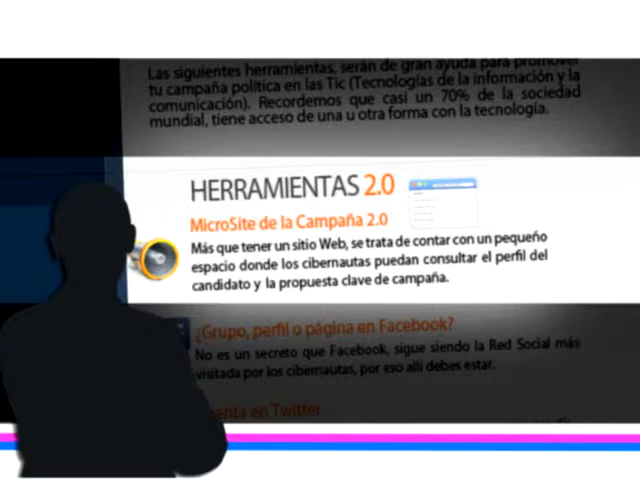 Las siguientes herramientas, serán de gran ayuda para promover
tu campaña política en las Tic (Tecnologías de la información y la
comunicación). Recordemos que casi un 70% de la sociedad
mundial, tiene acceso de una u otra forma con la tecnología.
HERRAMIENTAS 2.0
MicroSite de la Campaña 2.0
Más que tener un sitio Web, se trata de contar con un pequeño
espacio donde los cibernautas puedan consultar el perfil del
candidato y la propuesta clave de campaña.
¿Grupo, perfil o página en Facebook?
No es un secreto que Facebook, sigue siendo la Red Social más
visitada por los cibernautas, por eso allí debes estar.
en Twitter